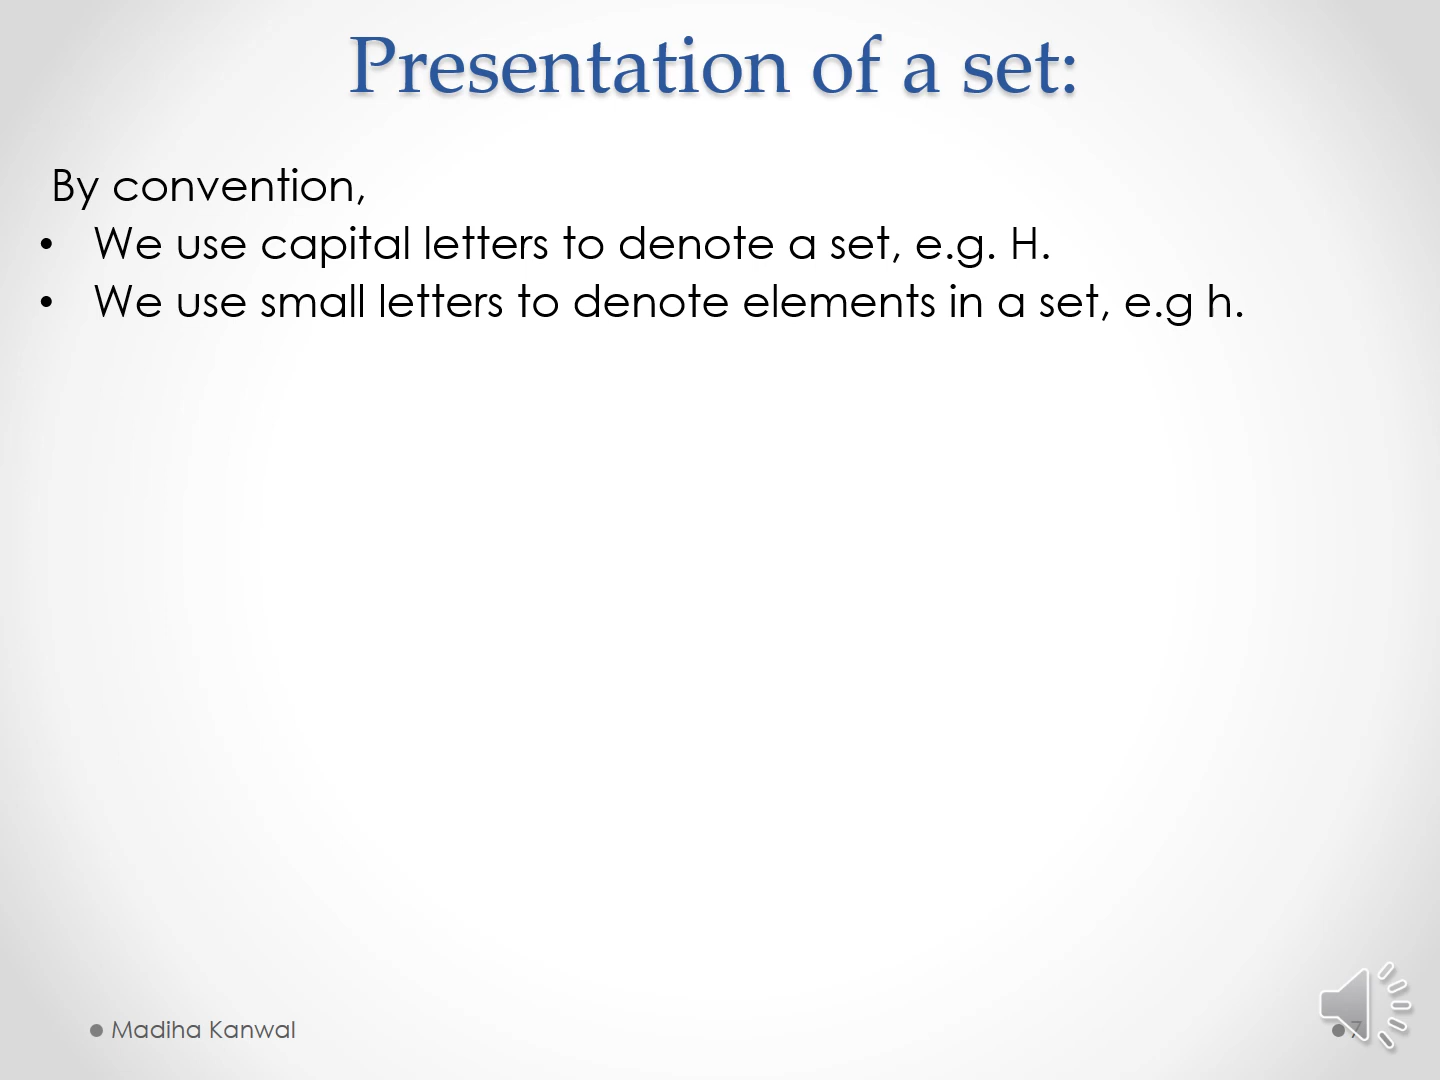 Presentation of a set:
By convention,
• We use capital letters to denote a set, e.g. H.
• We use small letters to denote elements in a set, e.g h.
Madiha Kanwal
7